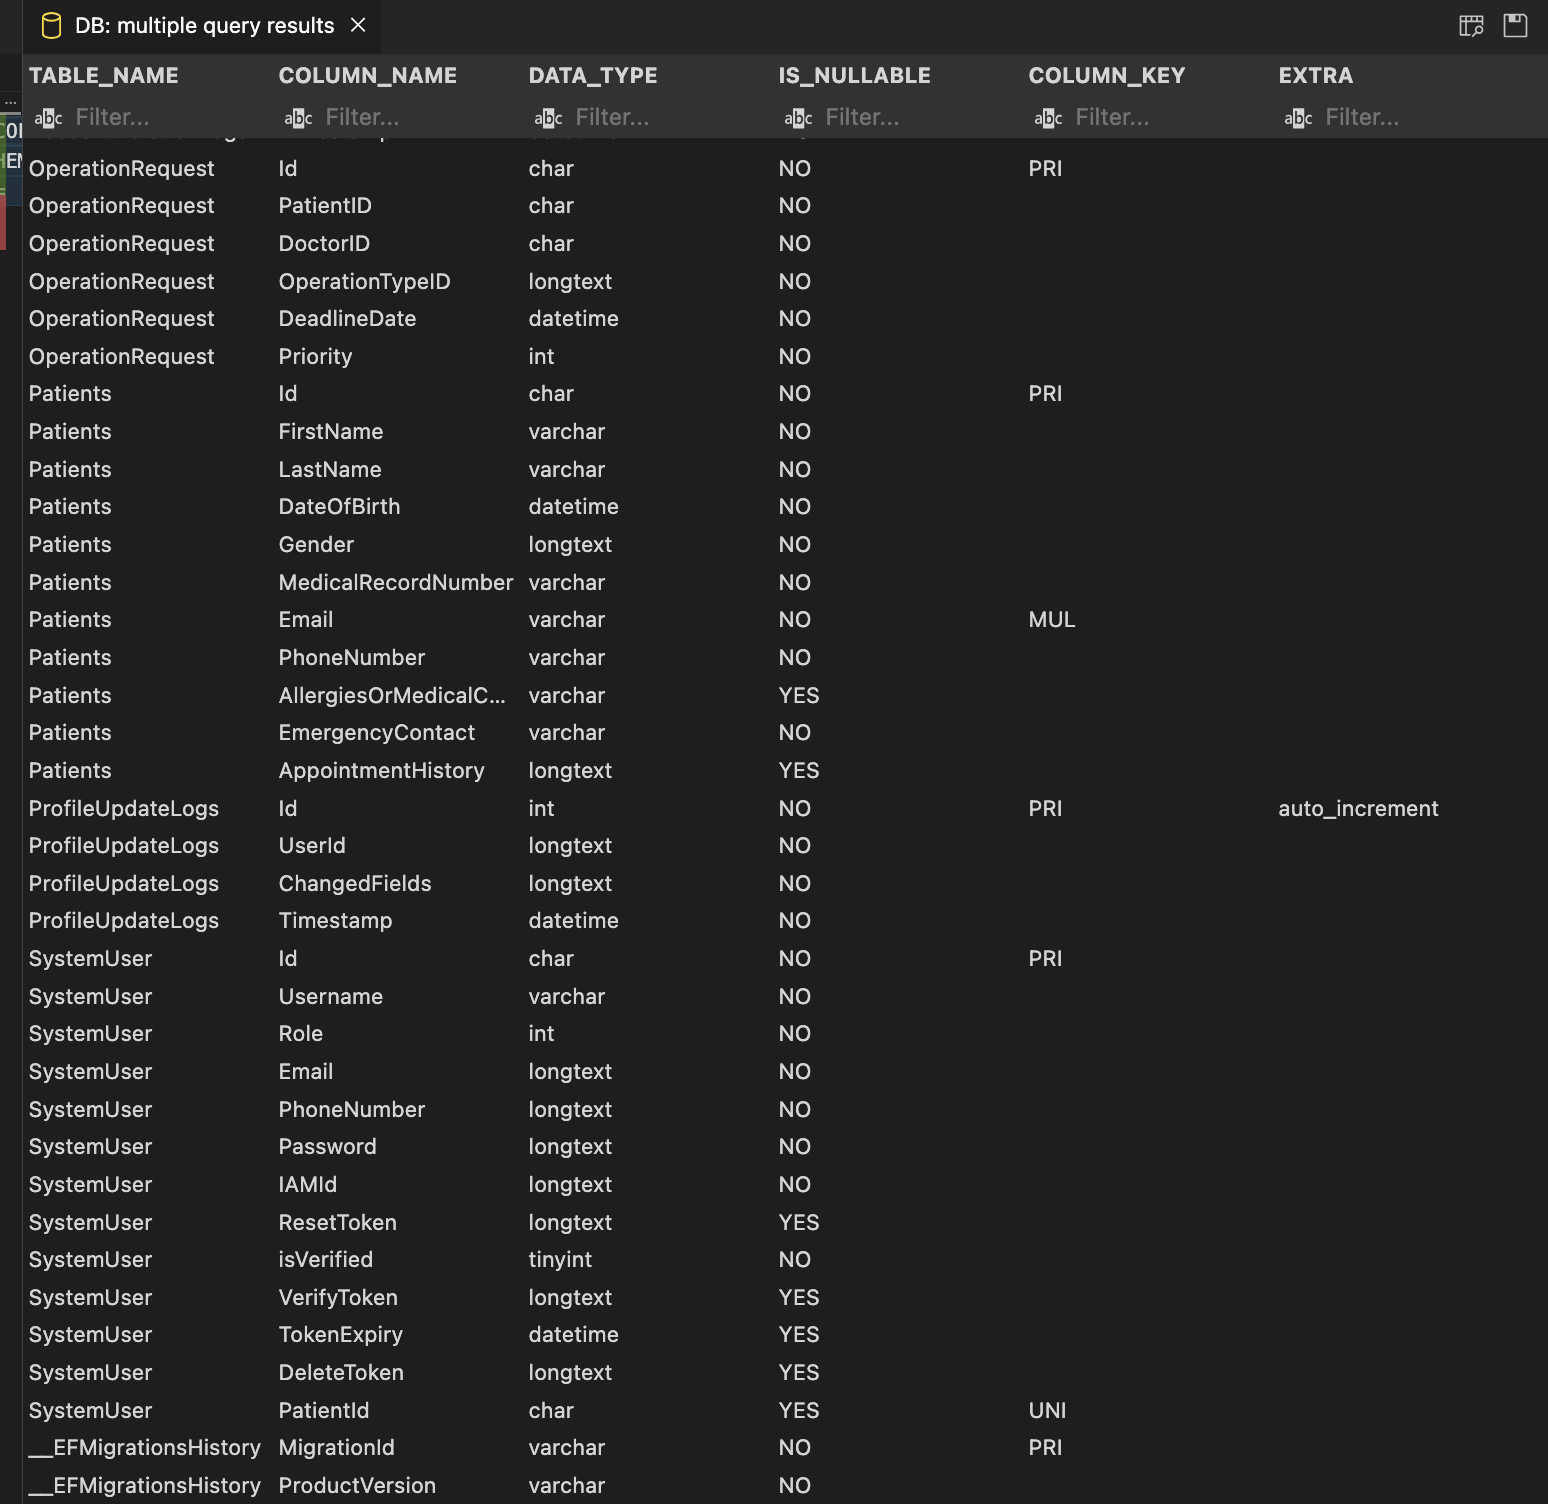 DB: multiple query results
TABLE_NAME COLUMN_NAME DATA_TYPE IS_NULLABLE COLUMN_KEY EXTRA
abc Filter... abc Filter... abc Filter... abc Filter... abc Filter... abc Filter...
OperationRequest Id char NO PRI
OperationRequest PatientID char NO
OperationRequest DoctorID char NO
OperationRequest OperationTypeID longtext NO
OperationRequest DeadlineDate datetime NO
OperationRequest Priority int NO
Patients Id char NO PRI
Patients FirstName varchar NO
Patients LastName varchar NO
Patients DateOfBirth datetime NO
Patients Gender longtext NO
Patients MedicalRecordNumber varchar NO
Patients Email varchar NO MUL
Patients PhoneNumber varchar NO
Patients AllergiesOrMedicalC... varchar YES
Patients EmergencyContact varchar NO
Patients AppointmentHistory longtext YES
ProfileUpdateLogs Id int NO PRI auto_increment
ProfileUpdateLogs UserId longtext NO
ProfileUpdateLogs ChangedFields longtext NO
ProfileUpdateLogs Timestamp datetime NO
SystemUser Id char NO PRI
SystemUser Username varchar NO
SystemUser Role int NO
SystemUser Email longtext NO
SystemUser PhoneNumber longtext NO
SystemUser Password longtext NO
SystemUser IAMId longtext NO
SystemUser ResetToken longtext YES
SystemUser isVerified tinyint NO
SystemUser VerifyToken longtext YES
SystemUser TokenExpiry datetime YES
SystemUser DeleteToken longtext YES
SystemUser PatientId char YES UNI
__EFMigrationsHistory MigrationId varchar NO PRI
__EFMigrationsHistory ProductVersion varchar NO